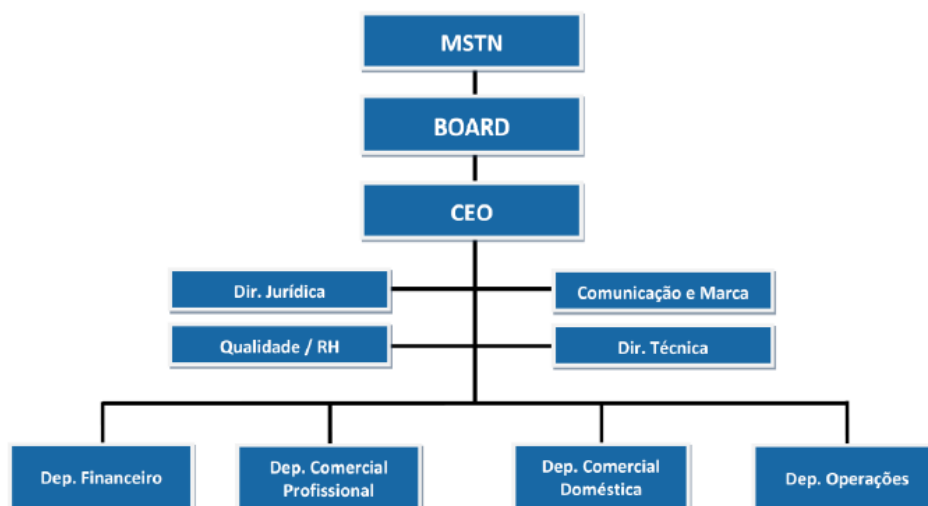 MSTN
BOARD
CEO
Dir. Jurídica
Comunicação e Marca
Qualidade / RH
Dir. Técnica
Dep. Financeiro
Dep. Comercial
Profissional
Dep. Comercial
Doméstica
Dep. Operações